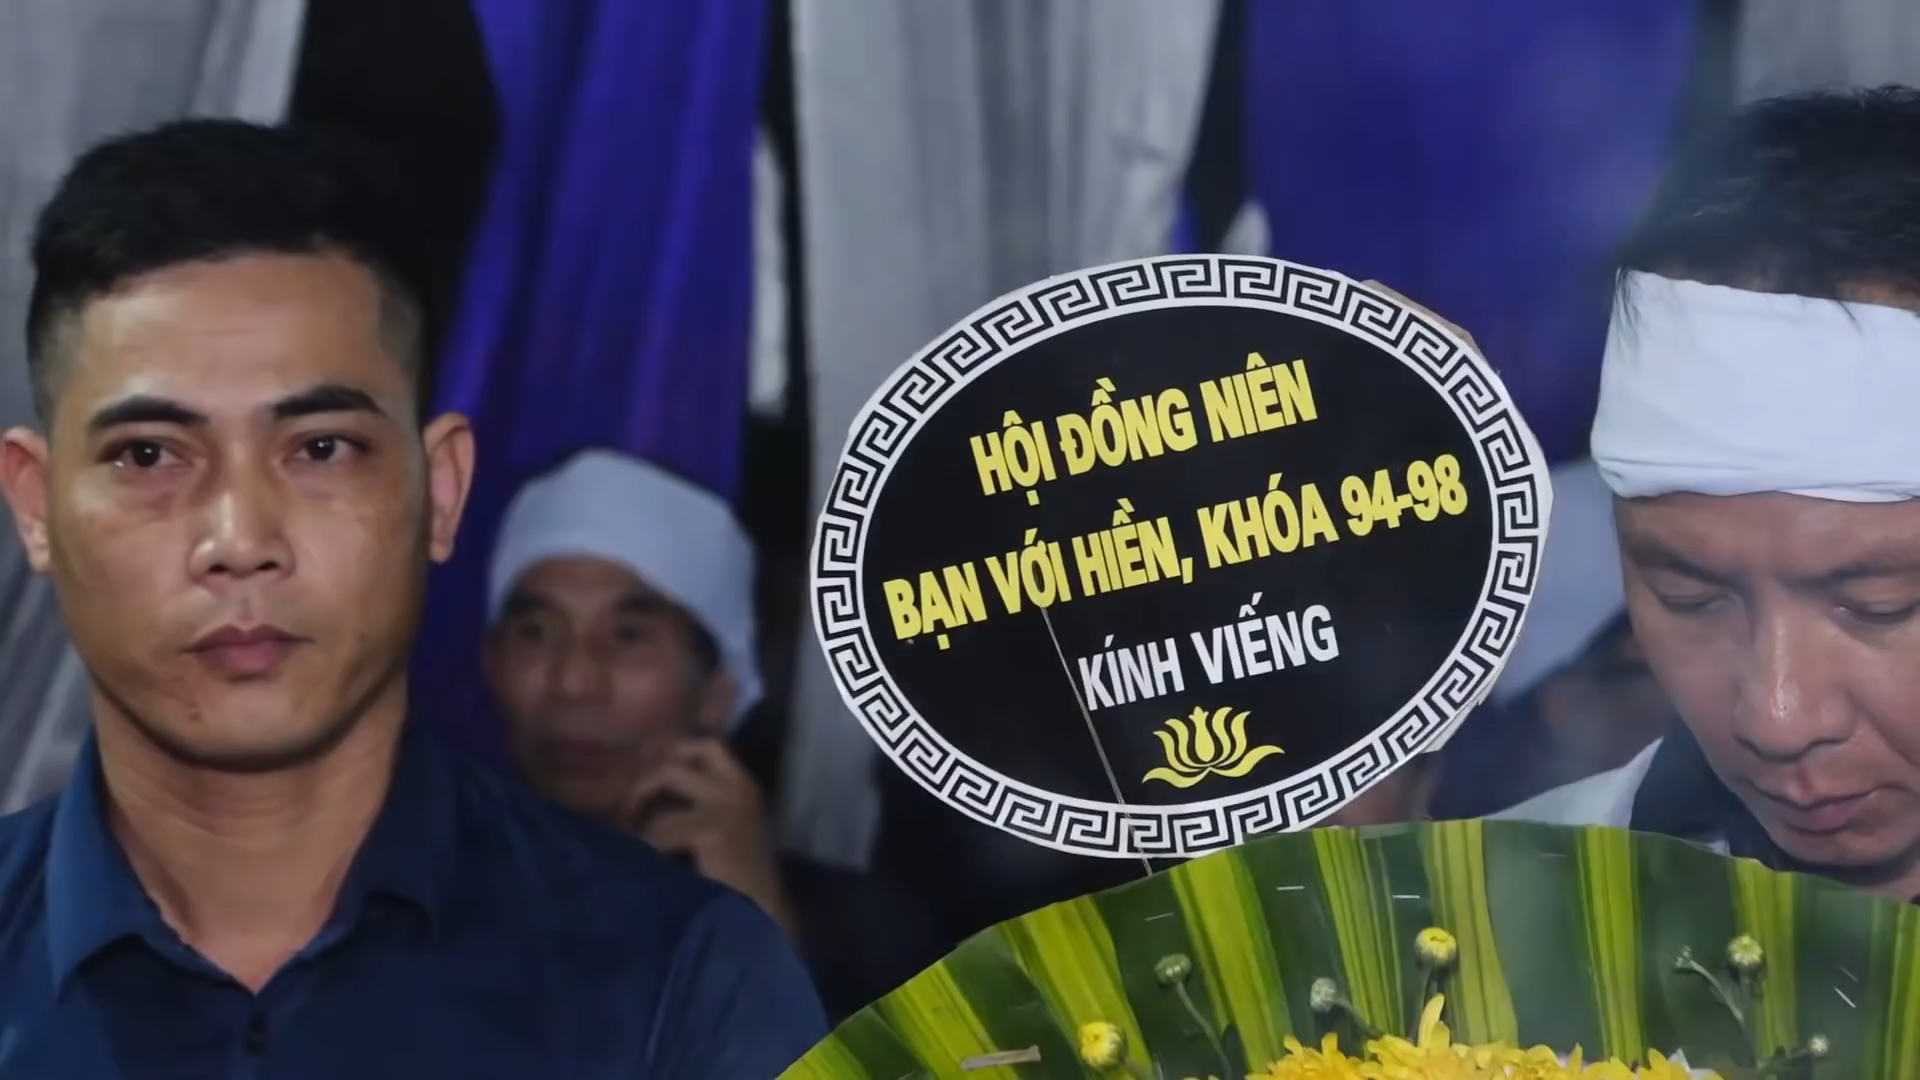 HỘI ĐỒNG NIÊN
BẠN VỚI HIỀN, KHÓA 94-98
KÍNH VIẾNG